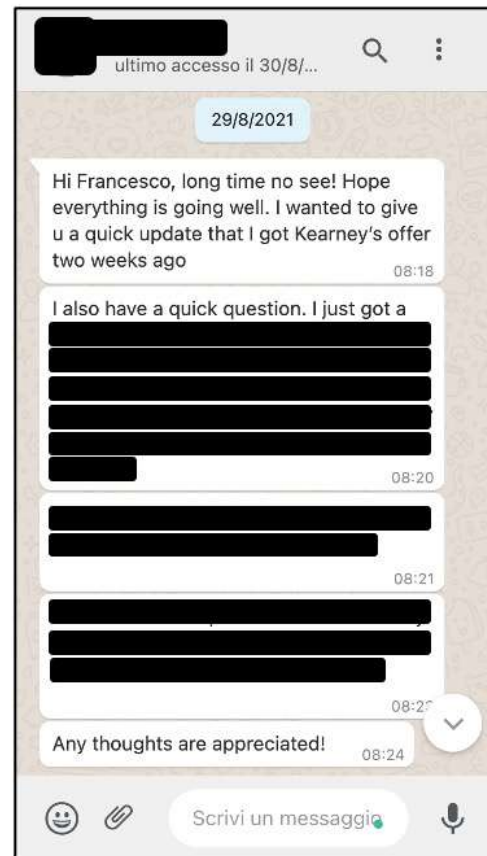 ultimo accesso il 30/8/...
29/8/2021
Hi Francesco, long time no see! Hope
everything is going well. I wanted to give
u a quick update that I got Kearney's offer
two weeks ago
08:18
I also have a quick question. I just got a
08:20
08:21
Any thoughts are appreciated!
08:24
Scrivi un messaggio